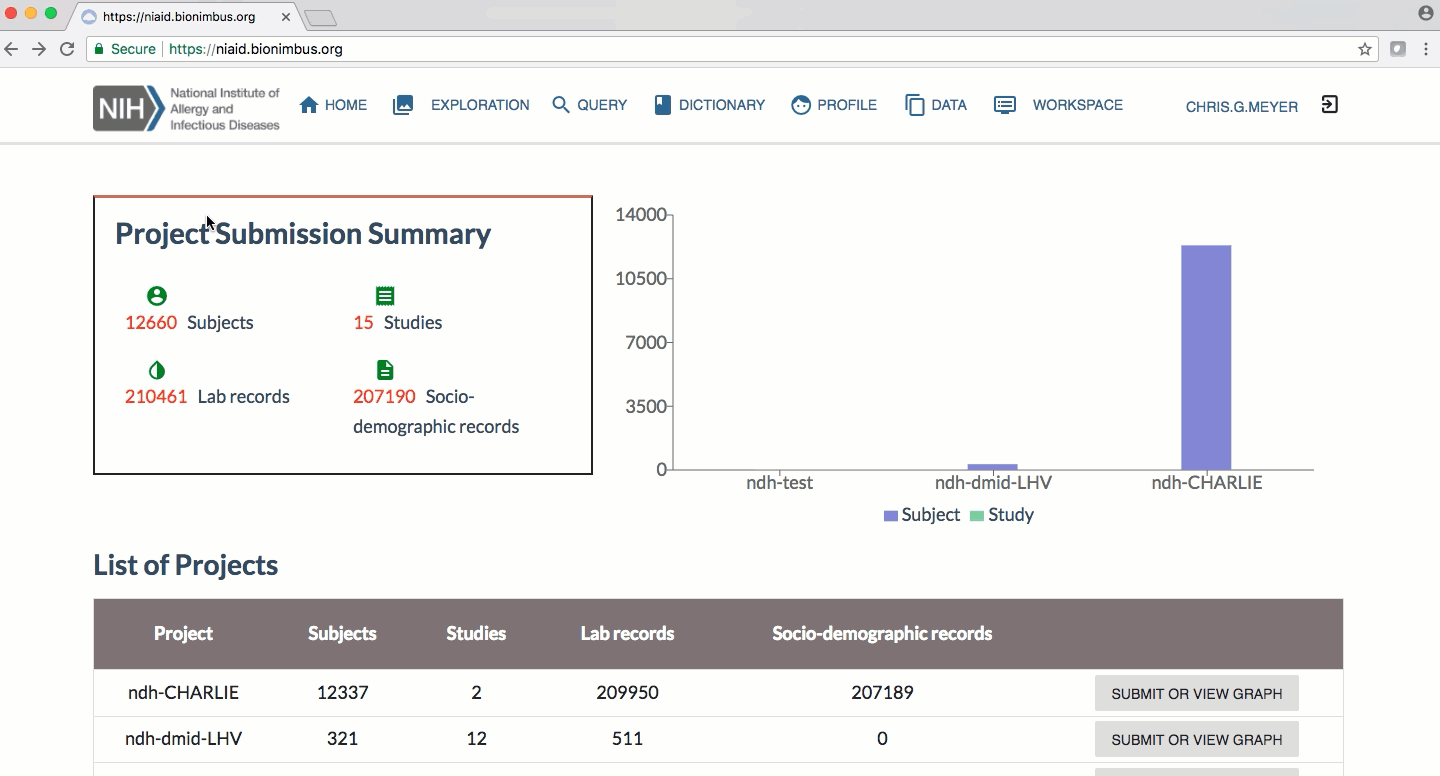 https://niaid.bionimbus.org
Secure https://niaid.bionimbus.org
NIH National Institute of
Allergy and
Infectious Diseases
HOME EXPLORATION QUERY DICTIONARY PROFILE DATA WORKSPACE CHRIS.G.MEYER
Project Submission Summary
12660 Subjects 15 Studies
210461 Lab records 207190 Socio-
demographic records
14000
10500
7000
3500
0
ndh-test ndh-dmid-LHV ndh-CHARLIE
Subject Study
List of Projects
Project Subjects Studies Lab records Socio-demographic records
ndh-CHARLIE 12337 2 209950 207189 SUBMIT OR VIEW GRAPH
ndh-dmid-LHV 321 12 511 0 SUBMIT OR VIEW GRAPH